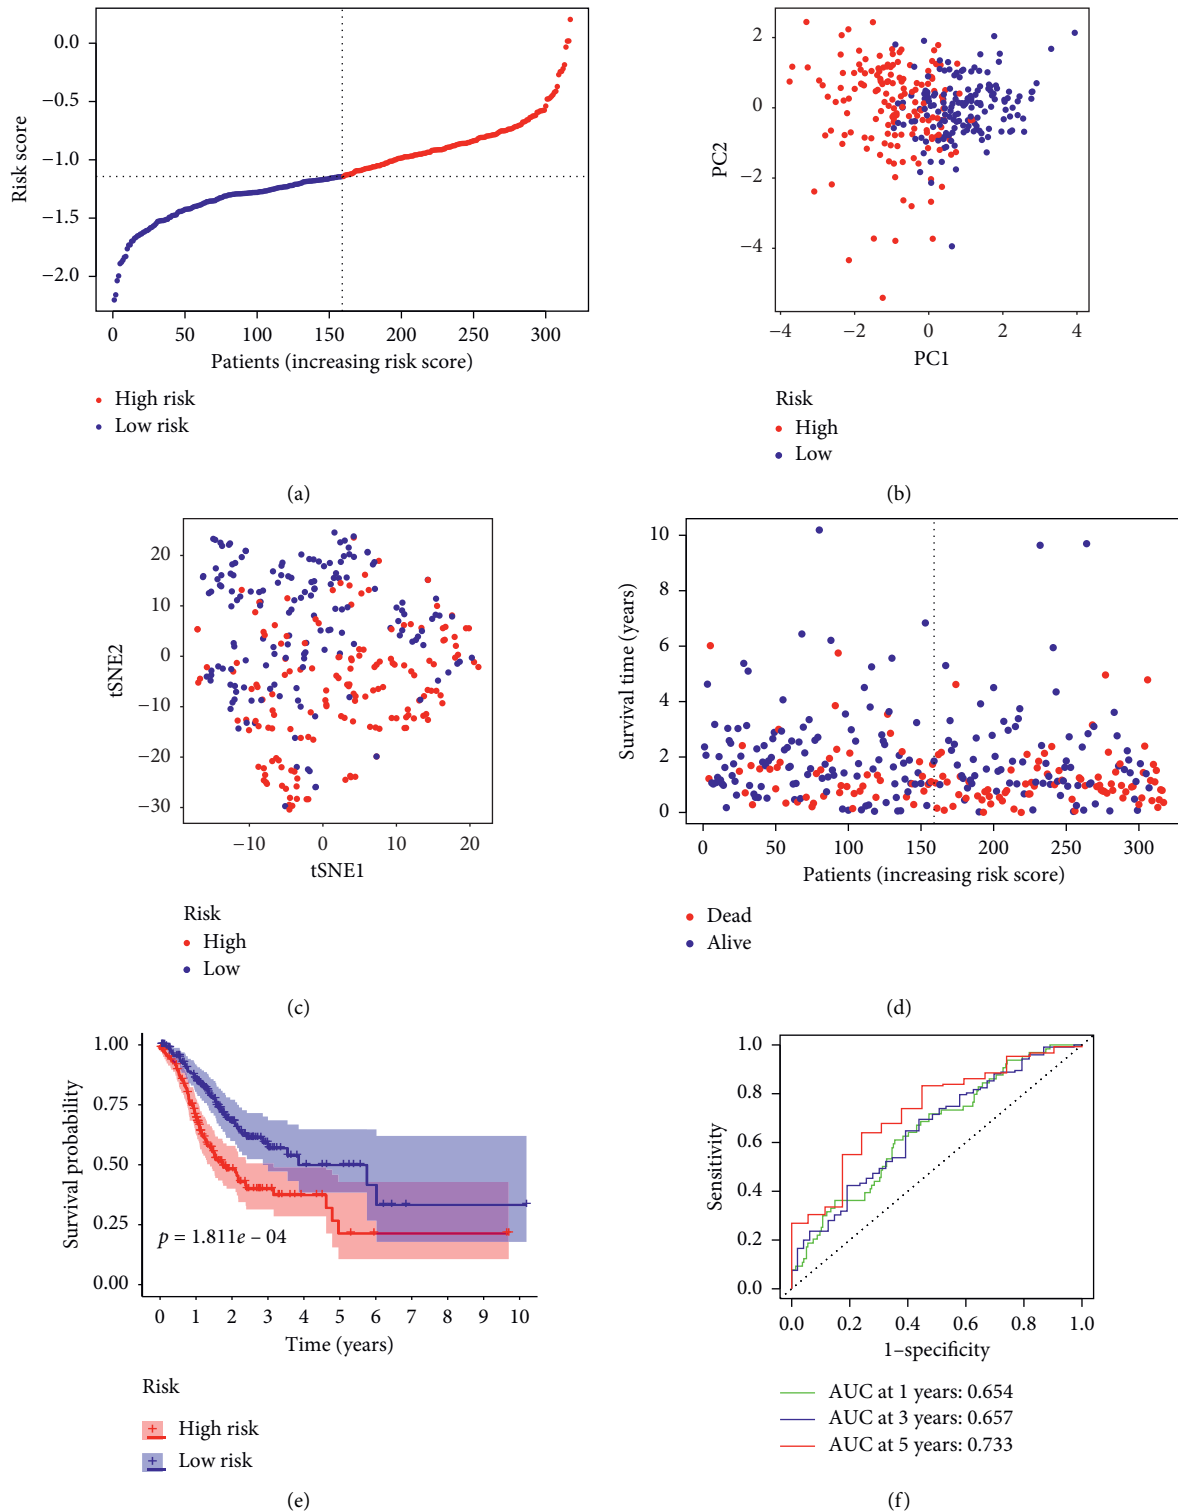 Risk score
0.0
−0.5
−1.0
−1.5
−2.0
0 50 100 150 200 250 300
Patients (increasing risk score)
High risk
Low risk
(a)
PC2
2
0
−2
−4
−4 −2 0 2 4
PC1
Risk
High
Low
(b)
tSNE2
20
10
0
−10
−20
−30
−10 0 10 20
tSNE1
Risk
High
Low
(c)
Survival time (years)
10
8
6
4
2
0
0 50 100 150 200 250 300
Patients (increasing risk score)
Dead
Alive
(d)
Survival probability
1.00
0.75
0.50
0.25
0.00
p = 1.811e − 04
0 1 2 3 4 5 6 7 8 9 10
Time (years)
Risk
High risk
Low risk
(e)
Sensitivity
1.0
0.8
0.6
0.4
0.2
0.0
0.0 0.2 0.4 0.6 0.8 1.0
1−specificity
AUC at 1 years: 0.654
AUC at 3 years: 0.657
AUC at 5 years: 0.733
(f)